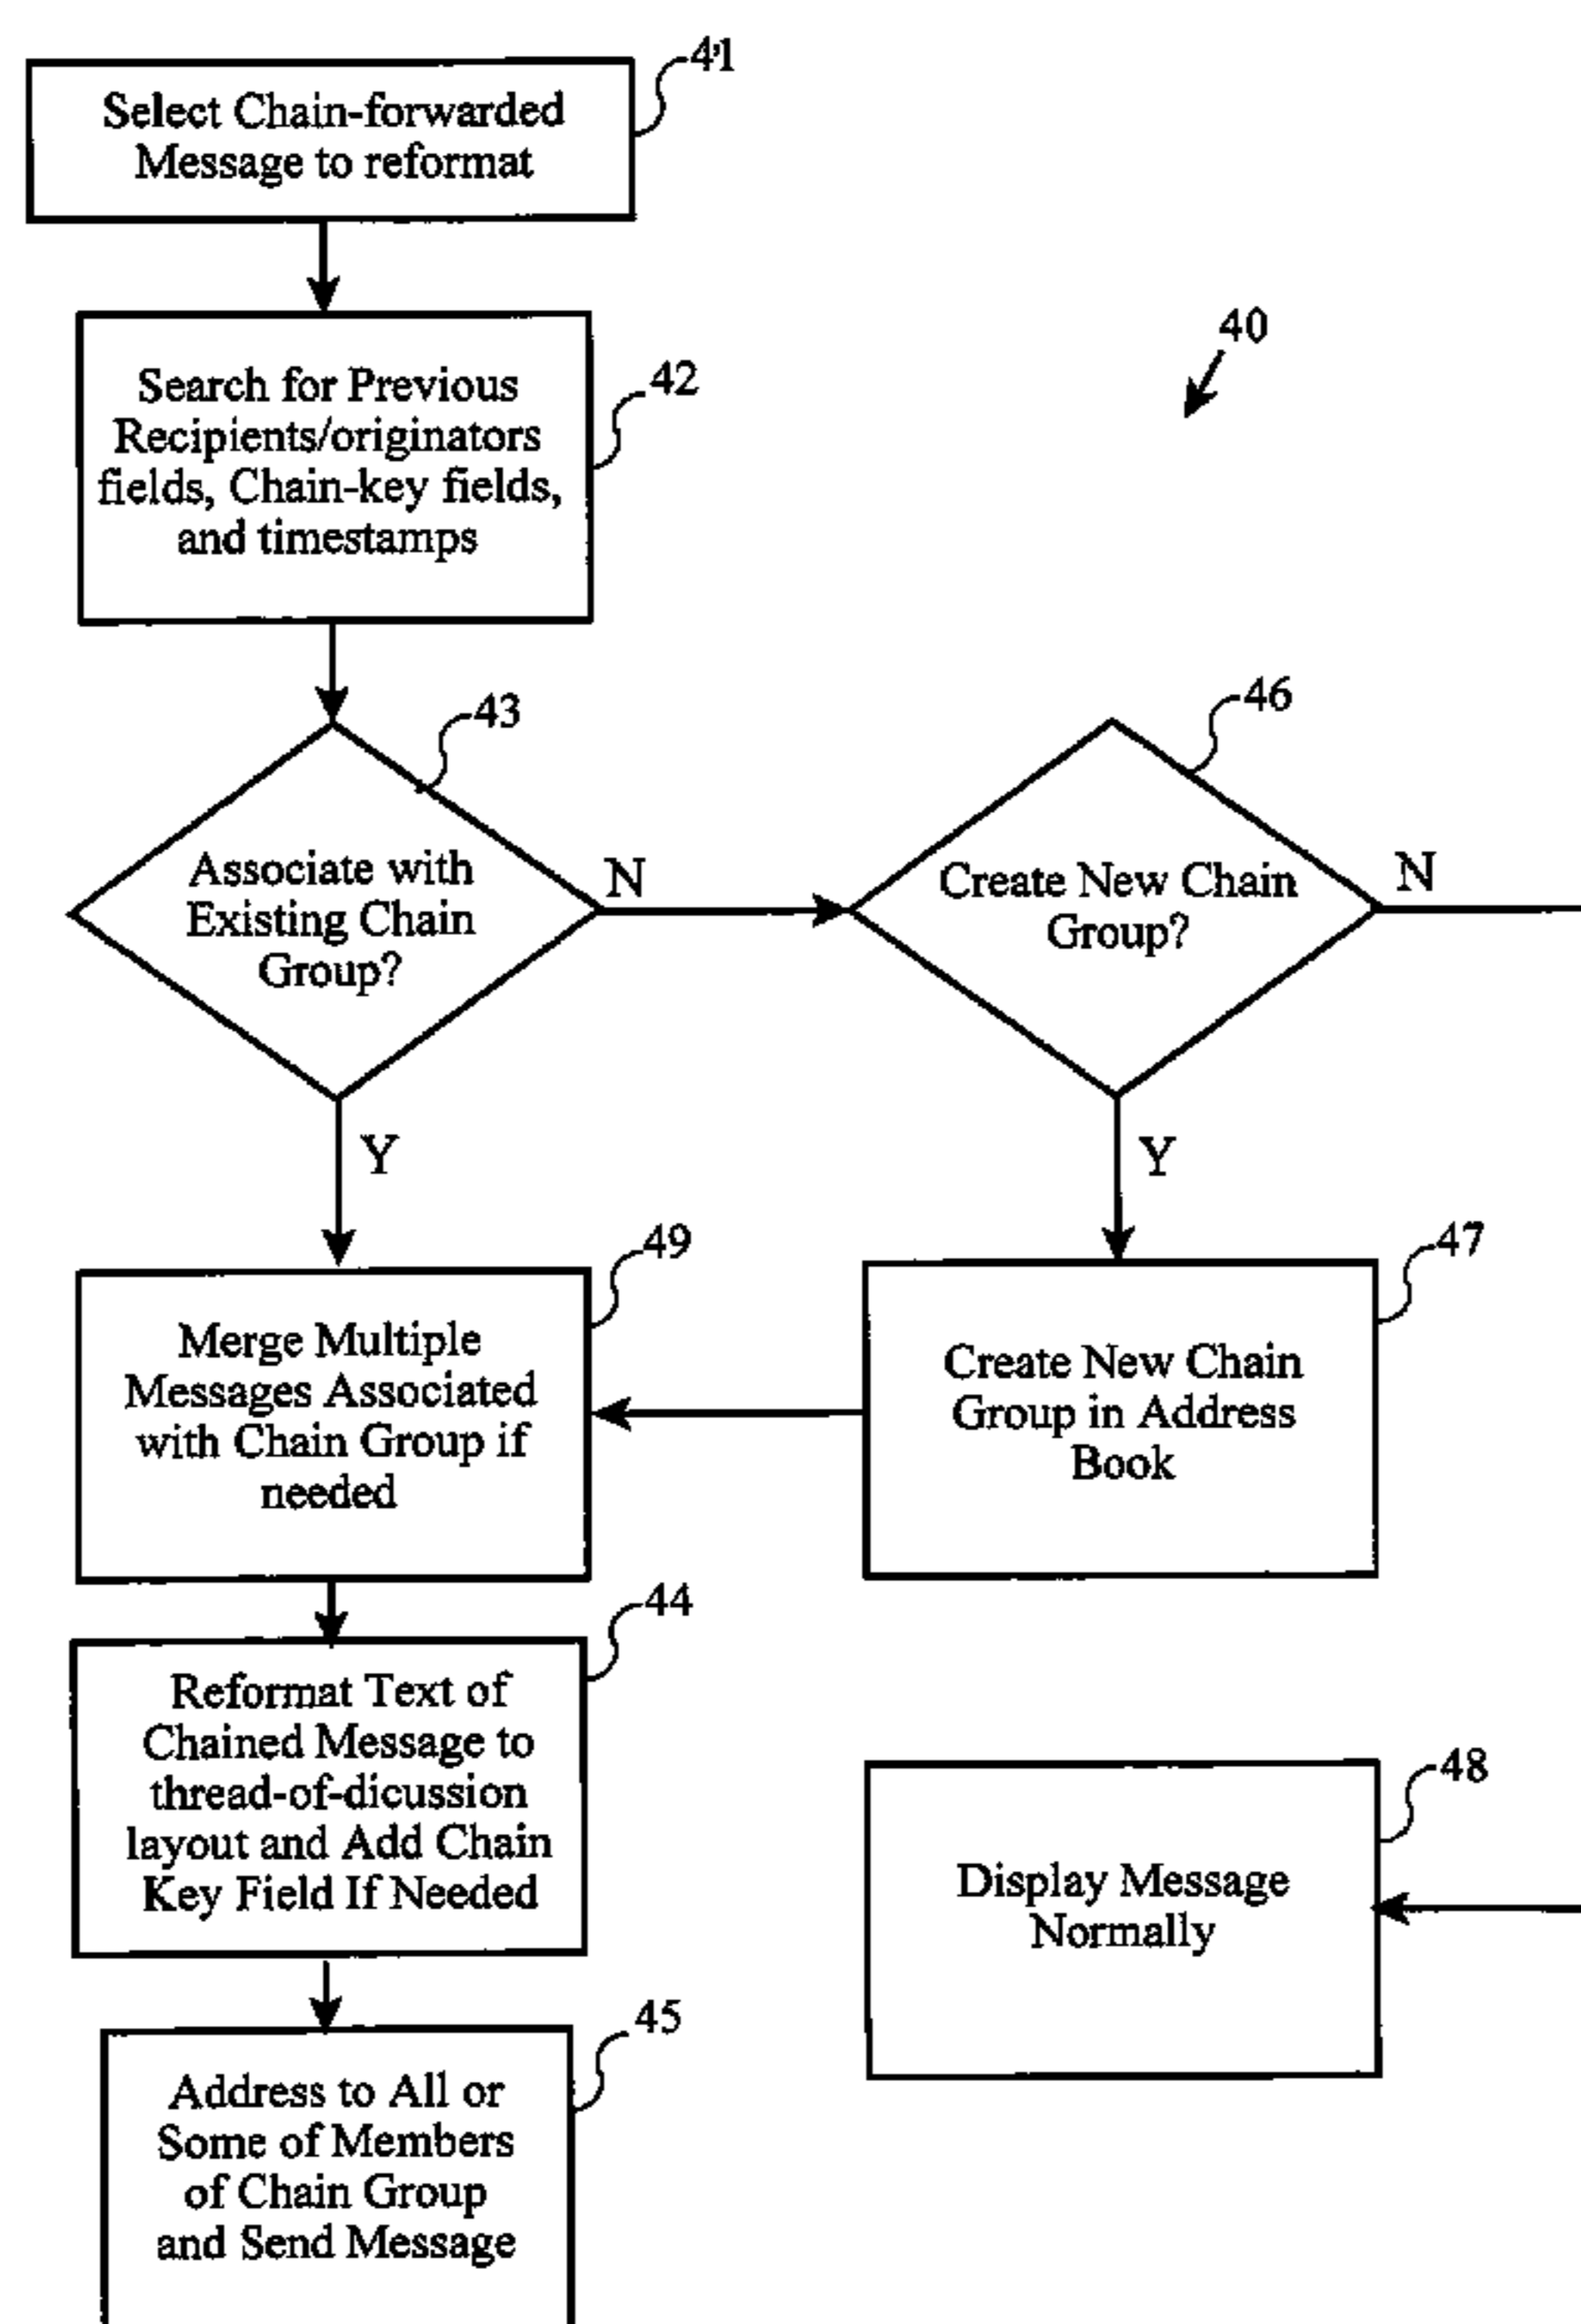 41
Select Chain-forwarded
Message to reformat
40
42
Search for Previous
Recipients/originators
fields, Chain-key fields,
and timestamps
43
Associate with
Existing Chain
Group?
N
46
Create New Chain
Group?
N
Y
Y
49
Merge Multiple
Messages Associated
with Chain Group if
needed
47
Create New Chain
Group in Address
Book
44
Reformat Text of
Chained Message to
thread-of-dicussion
layout and Add Chain
Key Field If Needed
48
Display Message
Normally
45
Address to All or
Some of Members
of Chain Group
and Send Message